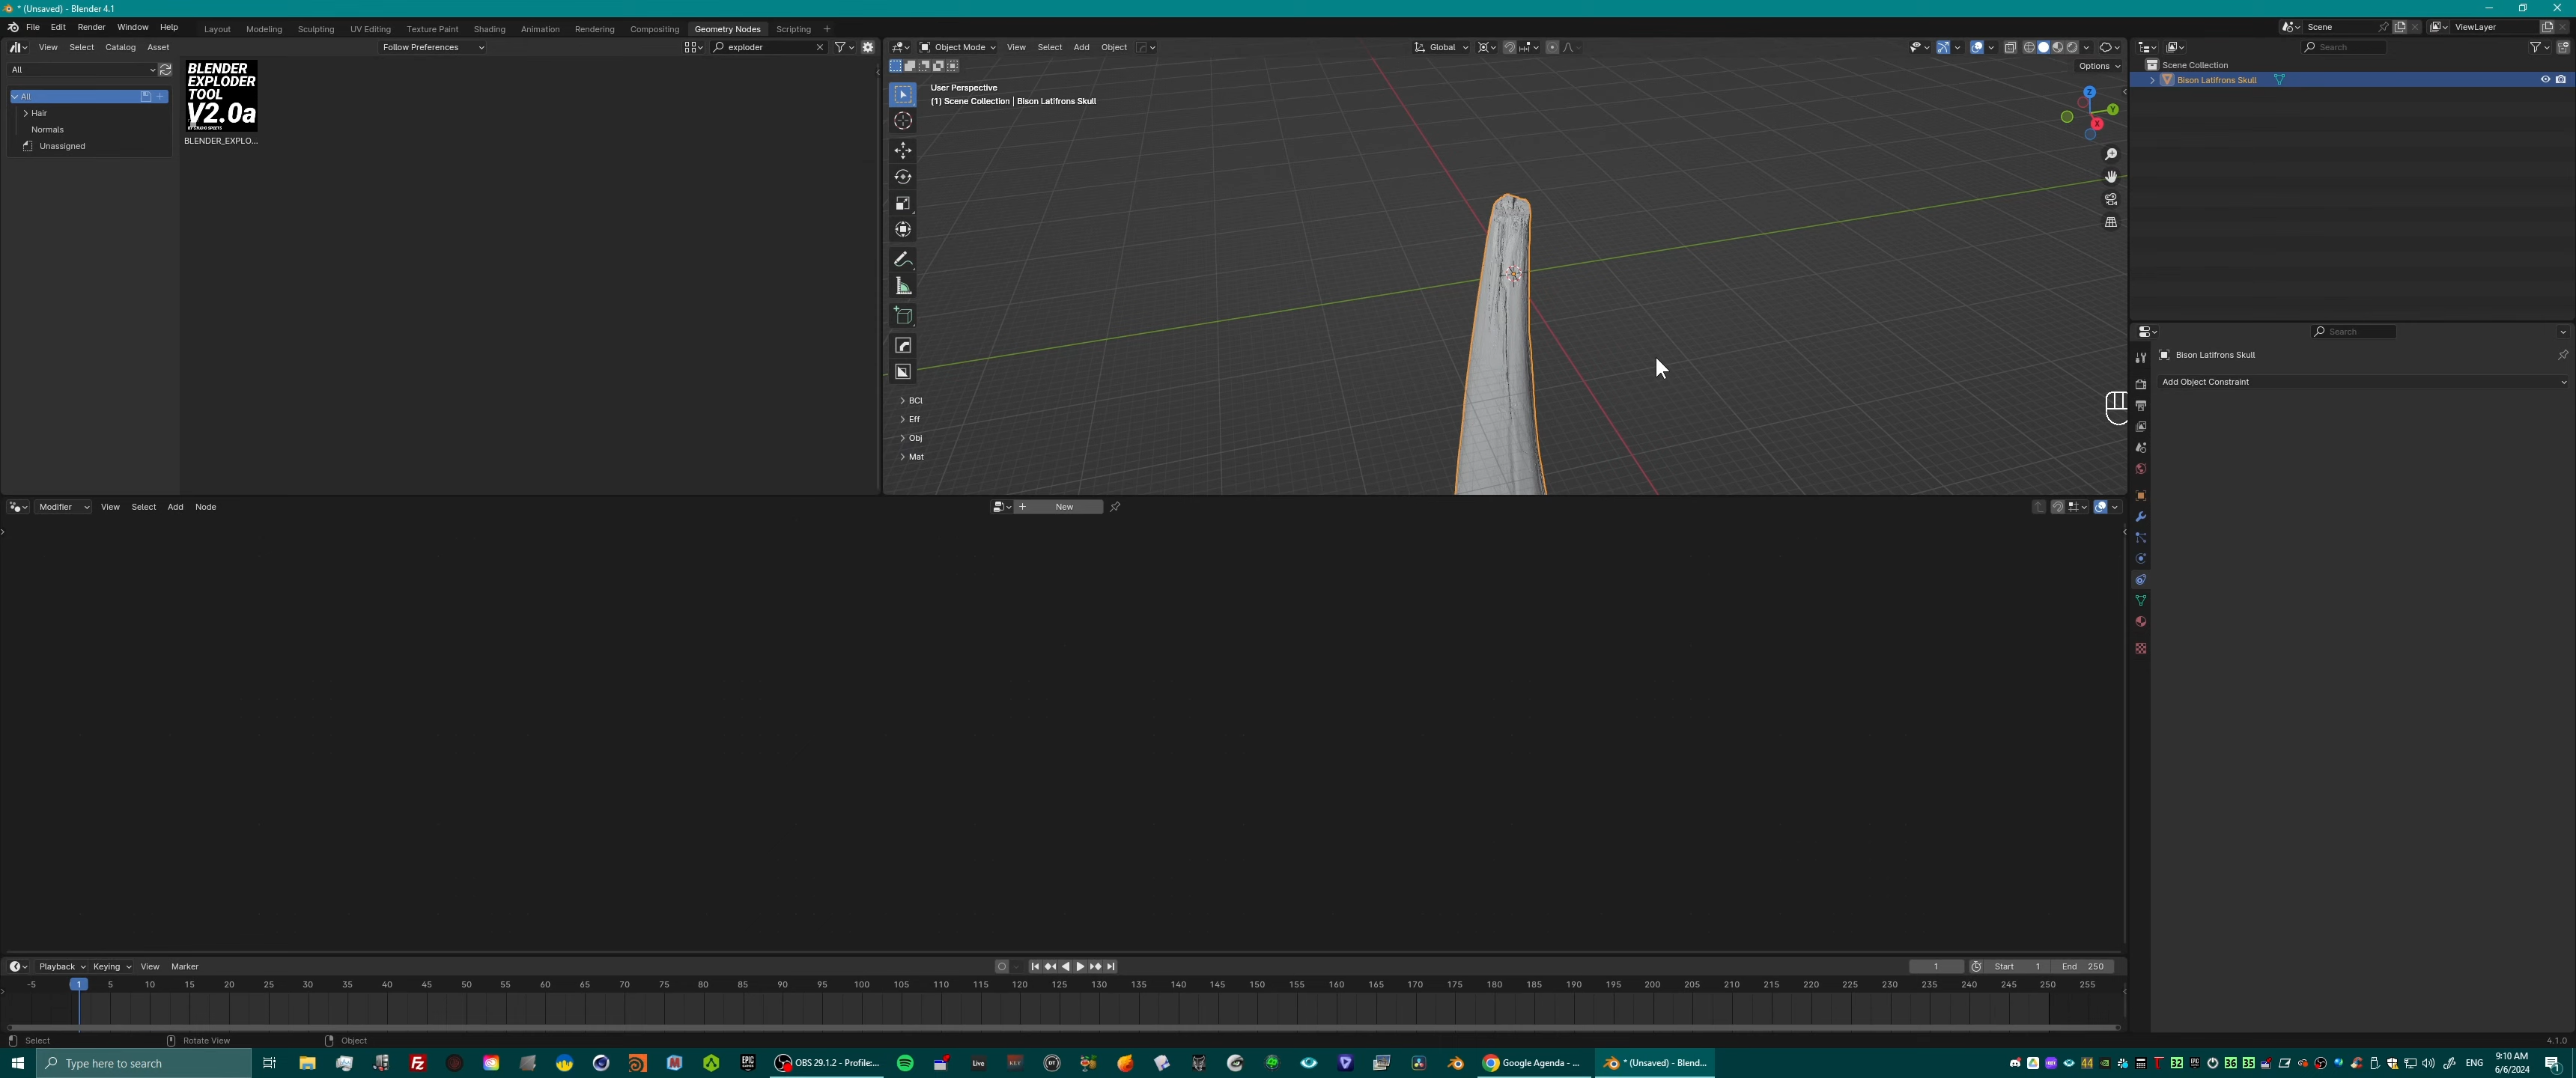 * (Unsaved) - Blender 4.1
File Edit Render Window Help Layout Modeling Sculpting UV Editing Texture Paint Shading Animation Rendering Compositing Geometry Nodes Scripting + Scene ViewLayer
View Select Catalog Asset Follow Preferences exploder
Object Mode View Select Add Object Global Search
All
Options
Scene Collection
Bison Latifrons Skull
All
Hair
Normals
Unassigned
BLENDER
EXPLODER
TOOL
V2.0a
BLENDER_EXPLO...
User Perspective
(1) Scene Collection | Bison Latifrons Skull
Z
Y
X
BCl
Eff
Obj
Mat
Search
Bison Latifrons Skull
Add Object Constraint
Modifier View Select Add Node New
Playback Keying View Marker 1 Start 1 End 250
-5 1 5 10 15 20 25 30 35 40 45 50 55 60 65 70 75 80 85 90 95 100 105 110 115 120 125 130 135 140 145 150 155 160 165 170 175 180 185 190 195 200 205 210 215 220 225 230 235 240 245 250 255
Select Rotate View Object 4.1.0
Type here to search OBS 29.1.2 - Profile:... Live Google Agenda - ... * (Unsaved) - Blend... 44 32 36 35 ENG 9:10 AM
6/6/2024